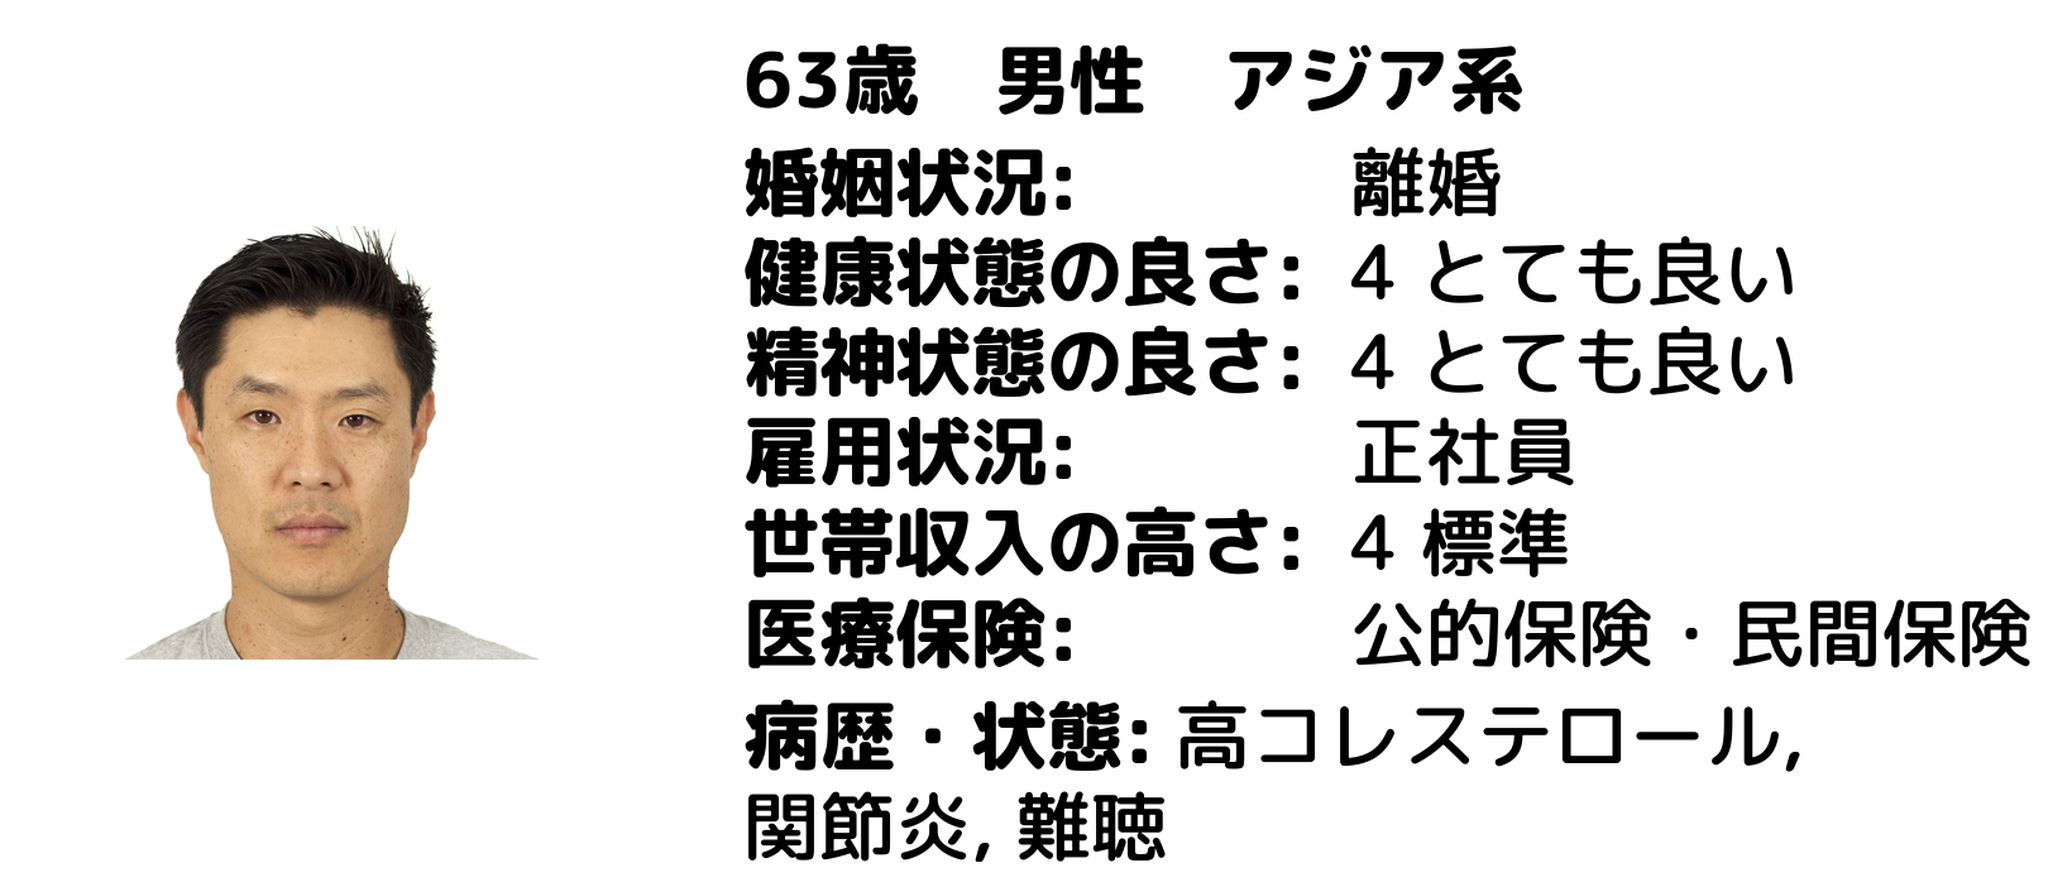 63歳　男性　アジア系
婚姻状況: 離婚
健康状態の良さ: 4 とても良い
精神状態の良さ: 4 とても良い
雇用状況: 正社員
世帯収入の高さ: 4 標準
医療保険: 公的保険・民間保険
病歴・状態: 高コレステロール,
関節炎, 難聴